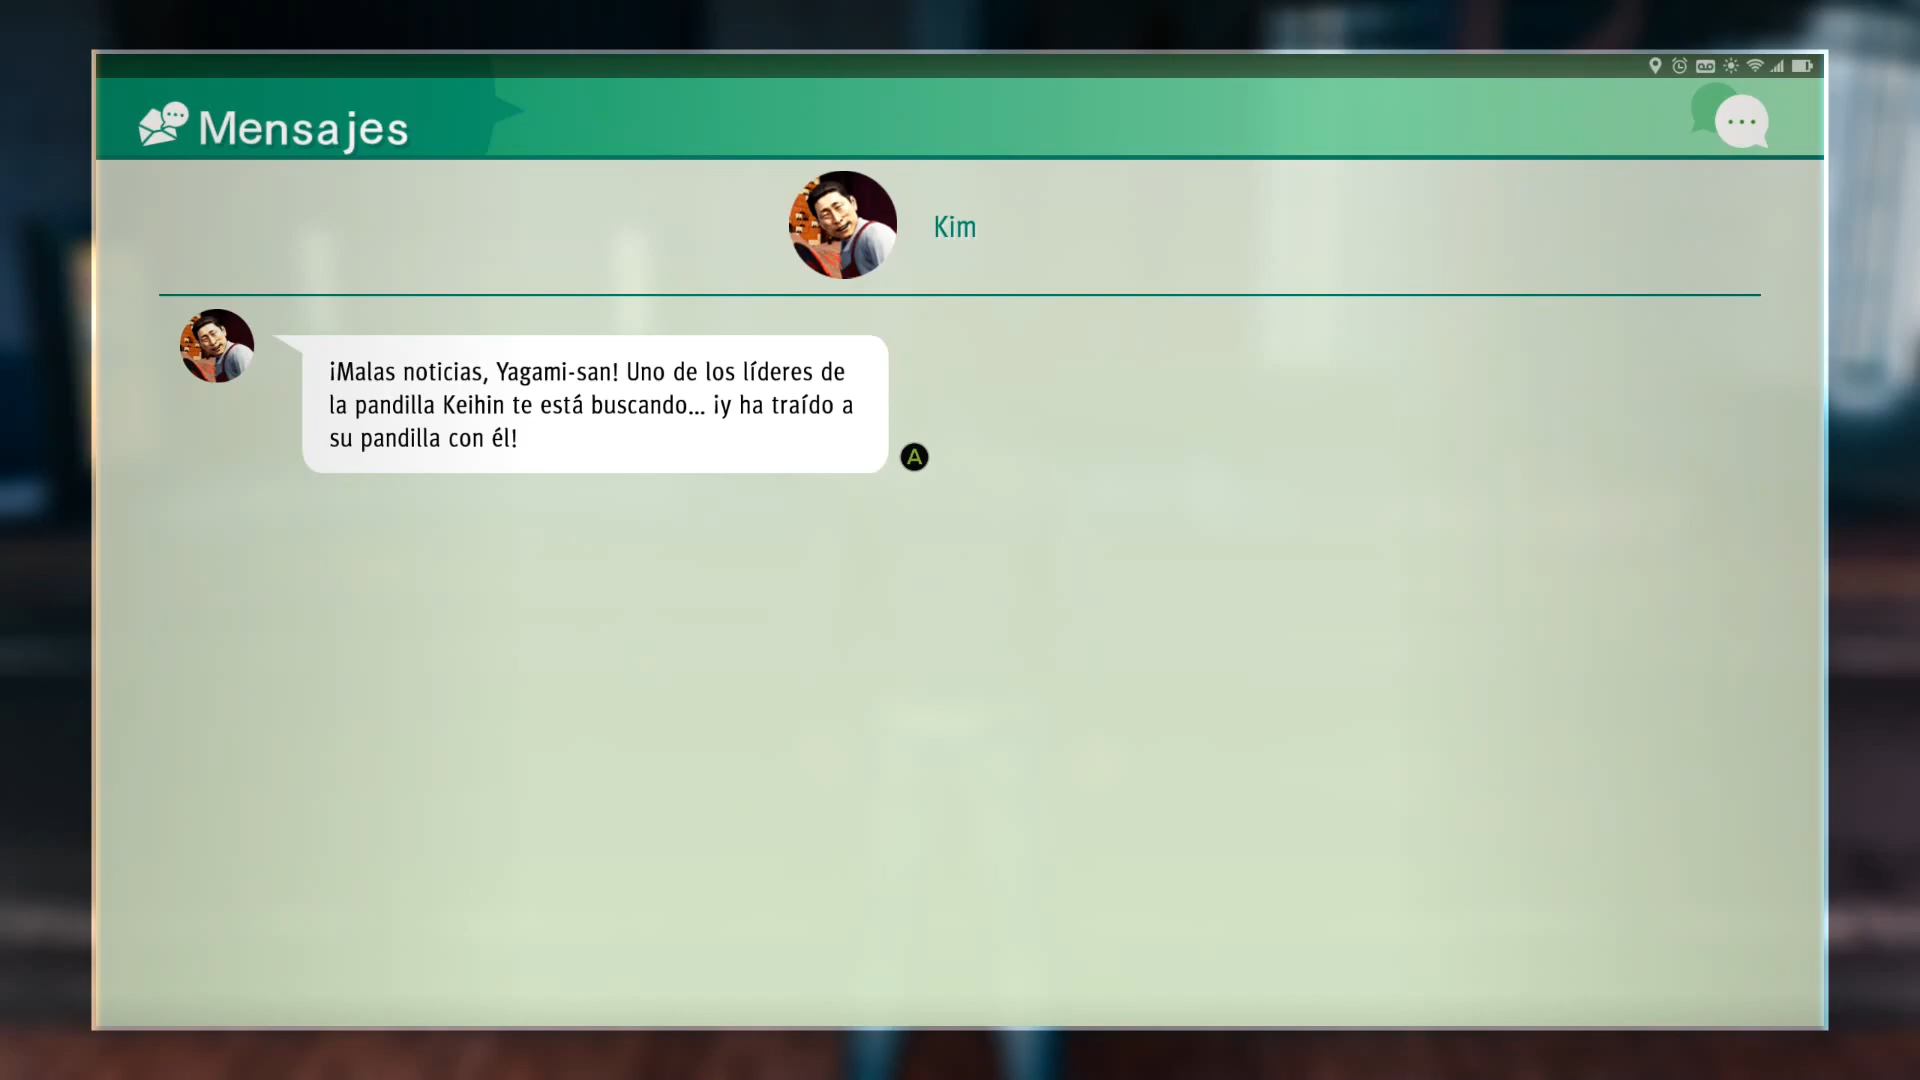 Mensajes
Kim
¡Malas noticias, Yagami-san! Uno de los líderes de
la pandilla Keihin te está buscando... ¡y ha traído a
su pandilla con él!
A